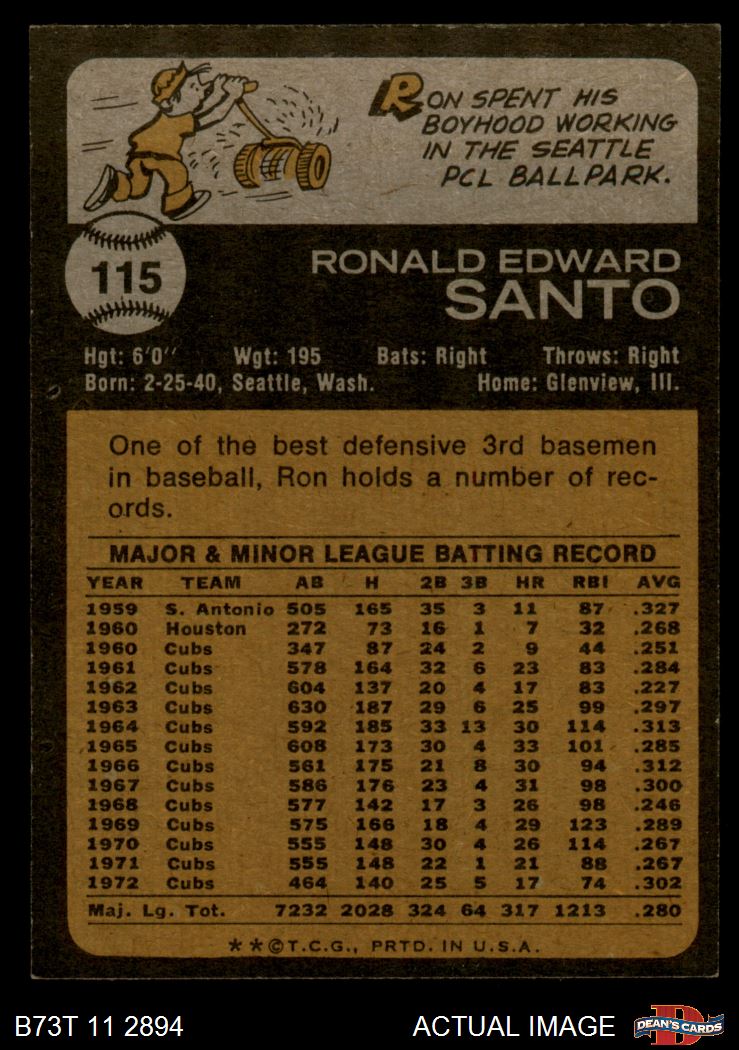 RON SPENT HIS
BOYHOOD WORKING
IN THE SEATTLE
PCL BALLPARK.
115
RONALD EDWARD
SANTO
Hgt: 6'0" Wgt: 195 Bats: Right Throws: Right
Born: 2-25-40, Seattle, Wash. Home: Glenview, Ill.
One of the best defensive 3rd basemen
in baseball, Ron holds a number of rec-
ords.
MAJOR & MINOR LEAGUE BATTING RECORD
YEAR TEAM AB H 2B 3B HR RBI AVG
1959 S. Antonio 505 165 35 3 11 87 .327
1960 Houston 272 73 16 1 7 32 .268
1960 Cubs 347 87 24 2 9 44 .251
1961 Cubs 578 164 32 6 23 83 .284
1962 Cubs 604 137 20 4 17 83 .227
1963 Cubs 630 187 29 6 25 99 .297
1964 Cubs 592 185 33 13 30 114 .313
1965 Cubs 608 173 30 4 33 101 .285
1966 Cubs 561 175 21 8 30 94 .312
1967 Cubs 586 176 23 4 31 98 .300
1968 Cubs 577 142 17 3 26 98 .246
1969 Cubs 575 166 18 4 29 123 .289
1970 Cubs 555 148 30 4 26 114 .267
1971 Cubs 555 148 22 1 21 88 .267
1972 Cubs 464 140 25 5 17 74 .302
Maj. Lg. Tot. 7232 2028 324 64 317 1213 .280
**©T.C.G., PRTD. IN U.S.A.
B73T 11 2894 ACTUAL IMAGE D DEAN'S CARDS